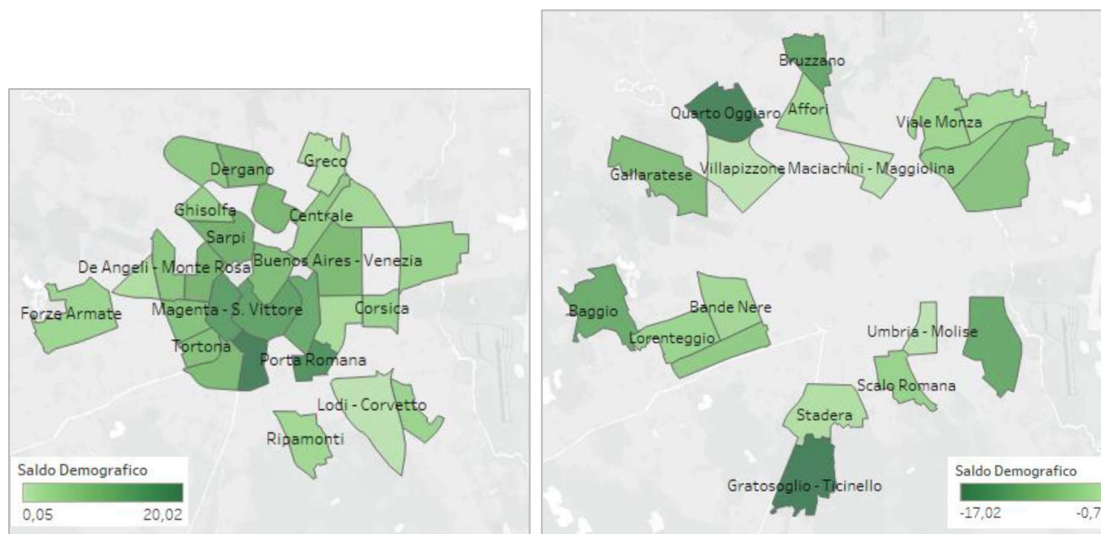 Greco
Dergano
Ghisolfa
Centrale
Sarpi
De Angeli - Monte Rosa
Buenos Aires - Venezia
Forze Armate
Magenta - S. Vittore
Corsica
Tortona
Porta Romana
Lodi - Corvetto
Ripamonti
Saldo Demografico
0,05 20,02
Bruzzano
Quarto Oggiaro
Affori
Viale Monza
Gallaratese
Villapizzone
Maciachini - Maggiolina
Baggio
Bande Nere
Lorenteggio
Umbria - Molise
Scalo Romana
Stadera
Gratosoglio - Ticinello
Saldo Demografico
-17,02 -0,7